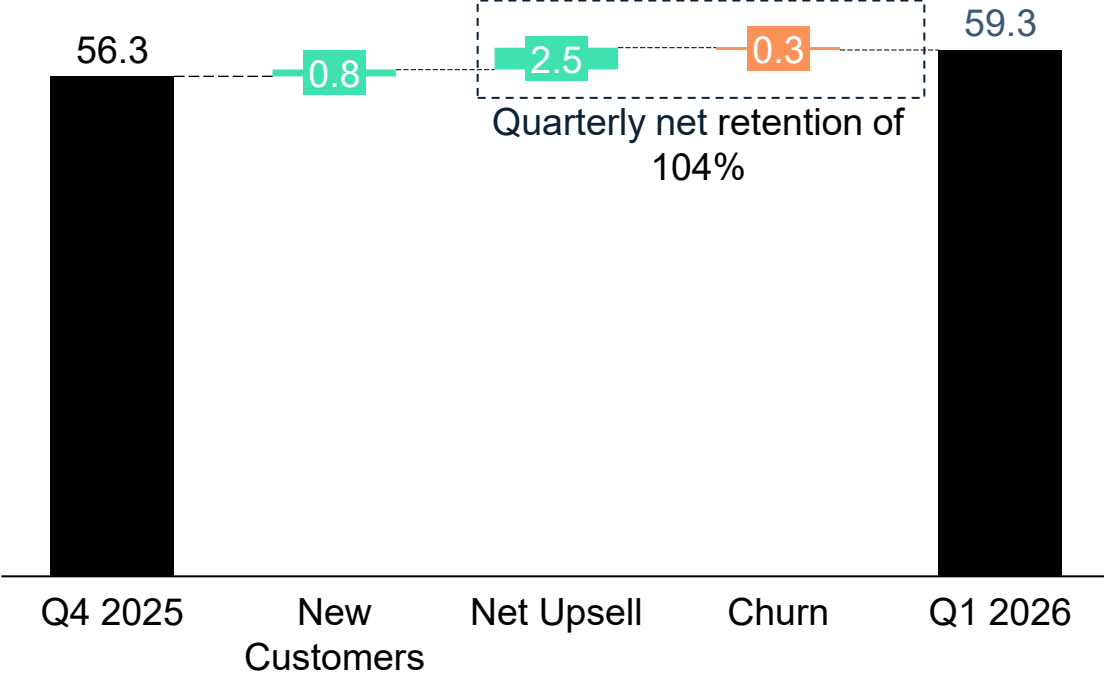 56.3
0.8
2.5
0.3
59.3
Quarterly net retention of
104%
Q4 2025
New
Customers
Net Upsell
Churn
Q1 2026